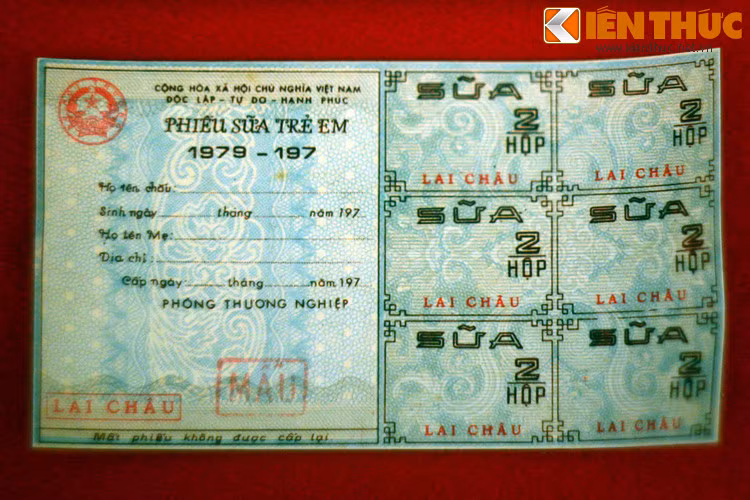 KIẾN THỨC
CỘNG HÒA XÃ HỘI CHỦ NGHĨA VIỆT NAM
ĐỘC LẬP - TỰ DO - HẠNH PHÚC
PHIẾU SỮA TRẺ EM
1979 - 197
Họ tên cháu:
Sinh ngày tháng năm 197
Họ tên Mẹ:
Địa chỉ:
Cấp ngày tháng năm 197
PHÒNG THƯƠNG NGHIỆP
MẪU
LAI CHÂU
Mất phiếu không được cấp lại
SỮA
2
HỘP
LAI CHÂU
SỮA
2
HỘP
LAI CHÂU
SỮA
2
HỘP
LAI CHÂU
SỮA
2
HỘP
LAI CHÂU
SỮA
2
HỘP
LAI CHÂU
SỮA
2
HỘP
LAI CHÂU